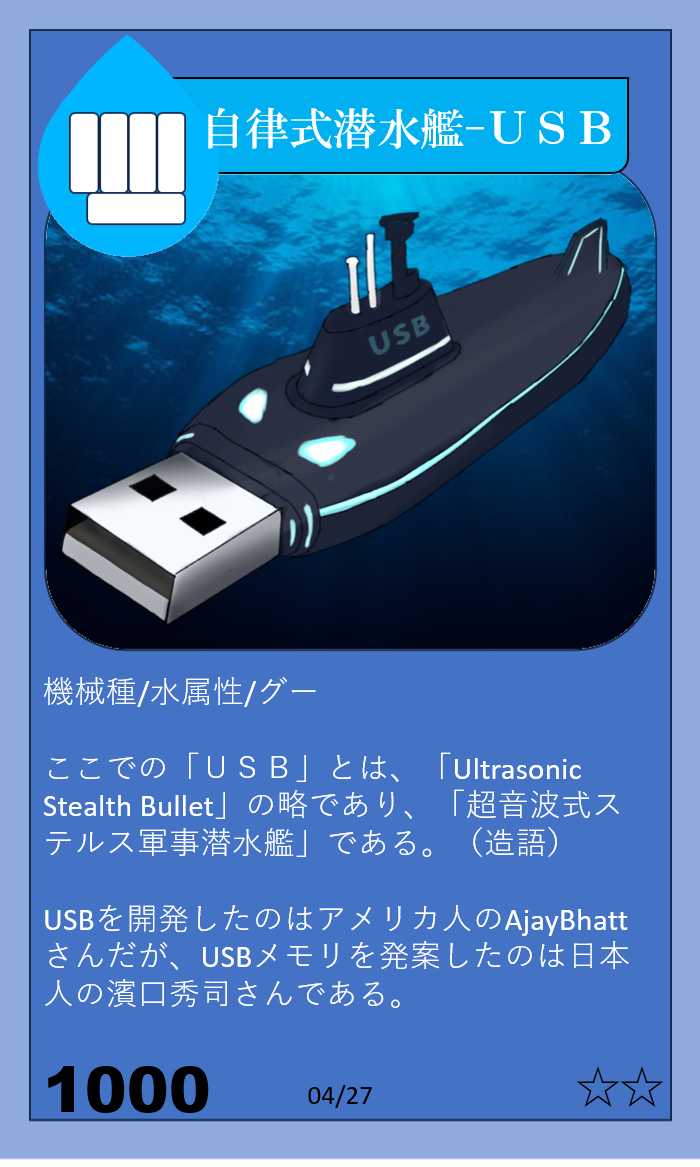 自律式潜水艦-ＵＳＢ
USB
機械種/水属性/グー
ここでの「ＵＳＢ」とは、「Ultrasonic
Stealth Bullet」の略であり、「超音波式ス
テルス軍事潜水艦」である。（造語）
USBを開発したのはアメリカ人のAjayBhatt
さんだが、USBメモリを発案したのは日本
人の濱口秀司さんである。
1000
04/27
☆☆